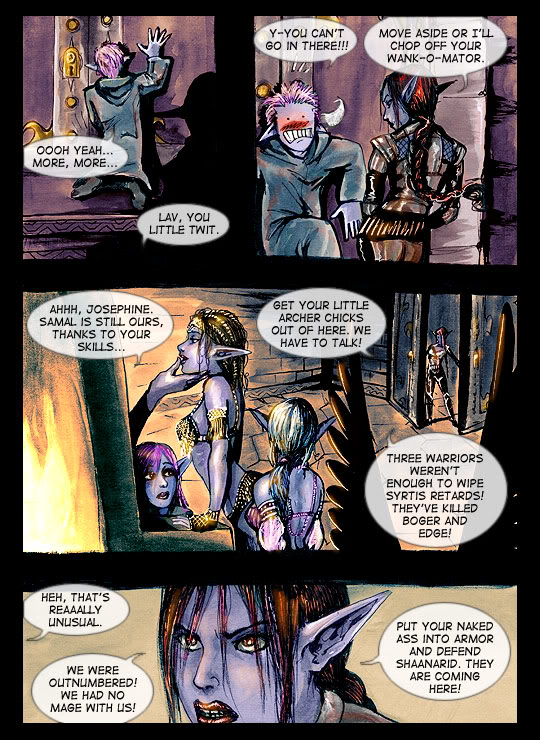 OOOH YEAH...
MORE, MORE...
LAV, YOU
LITTLE TWIT.
Y-YOU CAN'T
GO IN THERE!!!
MOVE ASIDE OR I'LL
CHOP OFF YOUR
WANK-O-MATOR.
AHHH, JOSEPHINE.
SAMAL IS STILL OURS,
THANKS TO YOUR
SKILLS...
GET YOUR LITTLE
ARCHER CHICKS
OUT OF HERE. WE
HAVE TO TALK!
THREE WARRIORS
WEREN'T
ENOUGH TO WIPE
SYRTIS RETARDS!
THEY'VE KILLED
BOGER AND
EDGE!
HEH, THAT'S
REAAALLY
UNUSUAL.
WE WERE
OUTNUMBERED!
WE HAD NO
MAGE WITH US!
PUT YOUR NAKED
ASS INTO ARMOR
AND DEFEND
SHAANARID. THEY
ARE COMING
HERE!